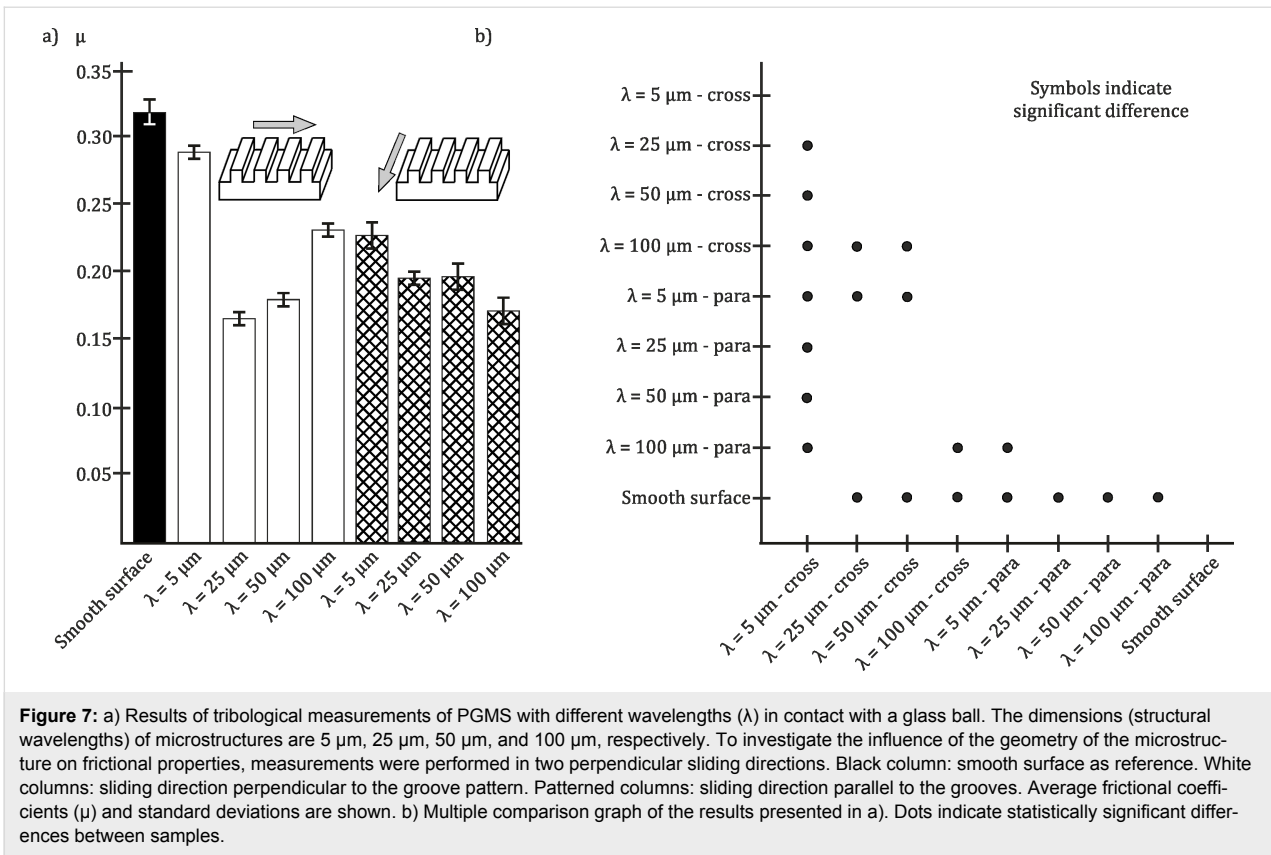 a) μ
0.35
0.30
0.25
0.20
0.15
0.10
0.05
Smooth surface
λ = 5 μm
λ = 25 μm
λ = 50 μm
λ = 100 μm
λ = 5 μm
λ = 25 μm
λ = 50 μm
λ = 100 μm
b)
Symbols indicate
significant difference
λ = 5 μm - cross
λ = 25 μm - cross
λ = 50 μm - cross
λ = 100 μm - cross
λ = 5 μm - para
λ = 25 μm - para
λ = 50 μm - para
λ = 100 μm - para
Smooth surface
λ = 5 μm - cross
λ = 25 μm - cross
λ = 50 μm - cross
λ = 100 μm - cross
λ = 5 μm - para
λ = 25 μm - para
λ = 50 μm - para
λ = 100 μm - para
Smooth surface
Figure 7: a) Results of tribological measurements of PGMS with different wavelengths (λ) in contact with a glass ball. The dimensions (structural
wavelengths) of microstructures are 5 μm, 25 μm, 50 μm, and 100 μm, respectively. To investigate the influence of the geometry of the microstruc-
ture on frictional properties, measurements were performed in two perpendicular sliding directions. Black column: smooth surface as reference. White
columns: sliding direction perpendicular to the groove pattern. Patterned columns: sliding direction parallel to the grooves. Average frictional coeffi-
cients (μ) and standard deviations are shown. b) Multiple comparison graph of the results presented in a). Dots indicate statistically significant differ-
ences between samples.